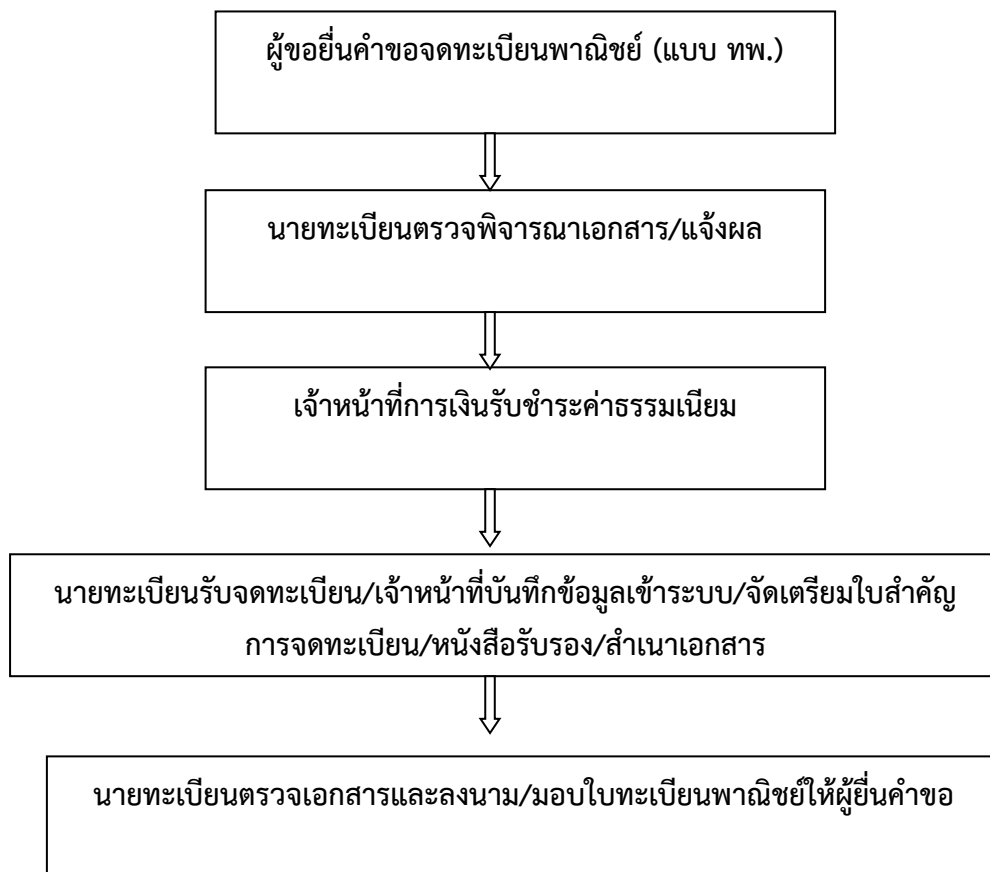 ผู้ขอยื่นคำขอจดทะเบียนพาณิชย์ (แบบ ทพ.)
นายทะเบียนตรวจพิจารณาเอกสาร/แจ้งผล
เจ้าหน้าที่การเงินรับชำระค่าธรรมเนียม
นายทะเบียนรับจดทะเบียน/เจ้าหน้าที่บันทึกข้อมูลเข้าระบบ/จัดเตรียมใบสำคัญ
การจดทะเบียน/หนังสือรับรอง/สำเนาเอกสาร
นายทะเบียนตรวจเอกสารและลงนาม/มอบใบทะเบียนพาณิชย์ให้ผู้ยื่นคำขอ